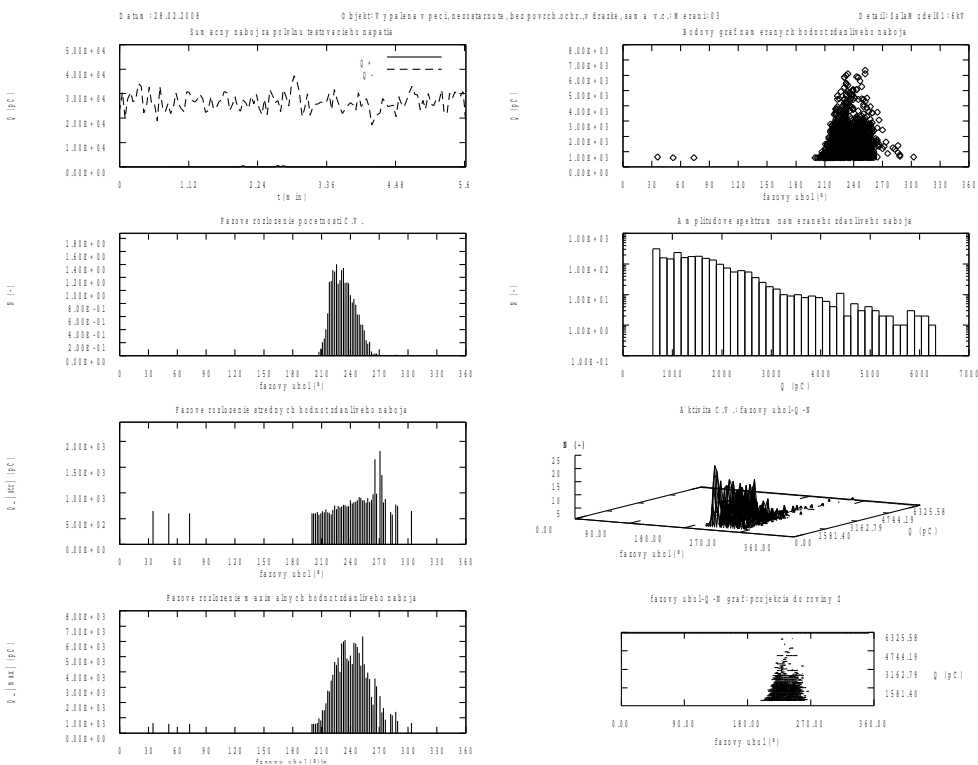 Datum :28.02.2008
Objekt:Vypalena v peci,nezostarnute,bez povrch.ochr.,v drazke,sam a v.c.:Merani:03
Detail:SalaModel01:6kV
Sumacny naboj za polvlnu testovacieho napatia
Q (pC)
5.00E+04
4.00E+04
3.00E+04
2.00E+04
1.00E+04
0.00E+00
Q+
Q-
0 1.12 2.24 3.36 4.48 5.6
t(min)
Bodovy graf nameranych hodnot zdanliveho naboja
Q (pC)
8.00E+03
7.00E+03
6.00E+03
5.00E+03
4.00E+03
3.00E+03
2.00E+03
1.00E+03
0.00E+00
0 30 60 90 120 150 180 210 240 270 300 330 360
fazovy uhol(º)
Fazove rozlozenie pocetnosti C.V.
N (-)
1.80E+00
1.60E+00
1.40E+00
1.20E+00
1.00E+00
8.00E-01
6.00E-01
4.00E-01
2.00E-01
0.00E+00
0 30 60 90 120 150 180 210 240 270 300 330 360
fazovy uhol(º)
Amplitudove spektrum nameraneho zdanliveho naboja
N (-)
1.00E+03
1.00E+02
1.00E+01
1.00E+00
1.00E-01
0 1000 2000 3000 4000 5000 6000 7000
Q (pC)
Fazove rozlozenie strednych hodnot zdanliveho naboja
Q_[str] (pC)
2.00E+03
1.50E+03
1.00E+03
5.00E+02
0.00E+00
0 30 60 90 120 150 180 210 240 270 300 330 360
fazovy uhol(º)
Aktivita C.V.: fazovy uhol-Q-N
N (-)
25
20
15
10
5
0.00 90.00 180.00 270.00 360.00
fazovy uhol(º)
0.00 1581.40 3162.79 4744.19 6325.58
Q (pC)
Fazove rozlozenie maximalnych hodnot zdanliveho naboja
Q_[max] (pC)
8.00E+03
7.00E+03
6.00E+03
5.00E+03
4.00E+03
3.00E+03
2.00E+03
1.00E+03
0.00E+00
0 30 60 90 120 150 180 210 240 270 300 330 360
fazovy uhol(º)\n
fazovy uhol-Q-N graf:projekcia do roviny Z
6325.58
4744.19
3162.79
1581.40
Q (pC)
0.00 90.00 180.00 270.00 360.00
fazovy uhol(º)